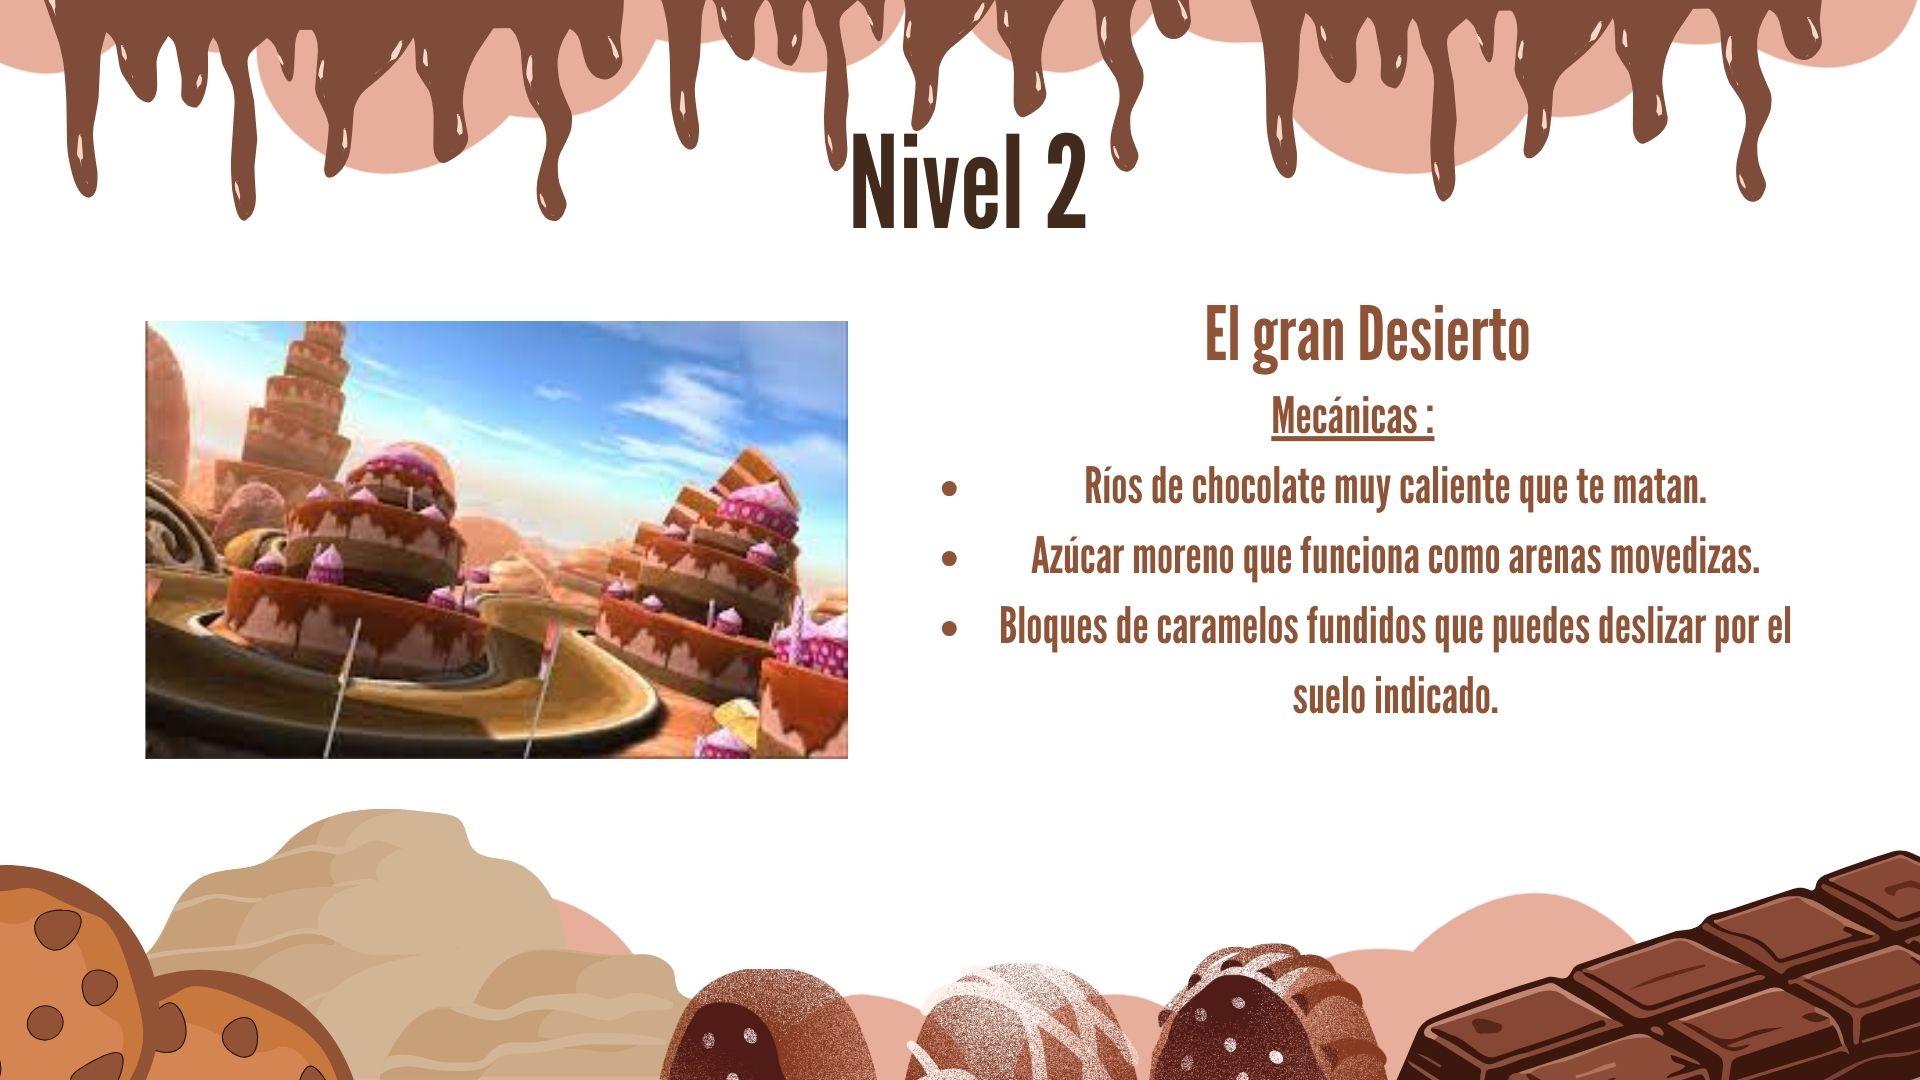 Nivel 2
El gran Desierto
Mecánicas :
• Ríos de chocolate muy caliente que te matan.
• Azúcar moreno que funciona como arenas movedizas.
• Bloques de caramelos fundidos que puedes deslizar por el
suelo indicado.